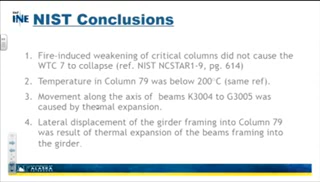 INE
NIST Conclusions
1. Fire-induced weakening of critical columns did not cause the
WTC 7 to collapse (ref. NIST NCSTAR1-9, pg. 614)
2. Temperature in Column 79 was below 200°C (same ref).
3. Movement along the axis of beams K3004 to G3005 was
caused by thermal expansion.
4. Lateral displacement of the girder framing into Column 79
was result of thermal expansion of the beams framing into
the girder.
ALASKA